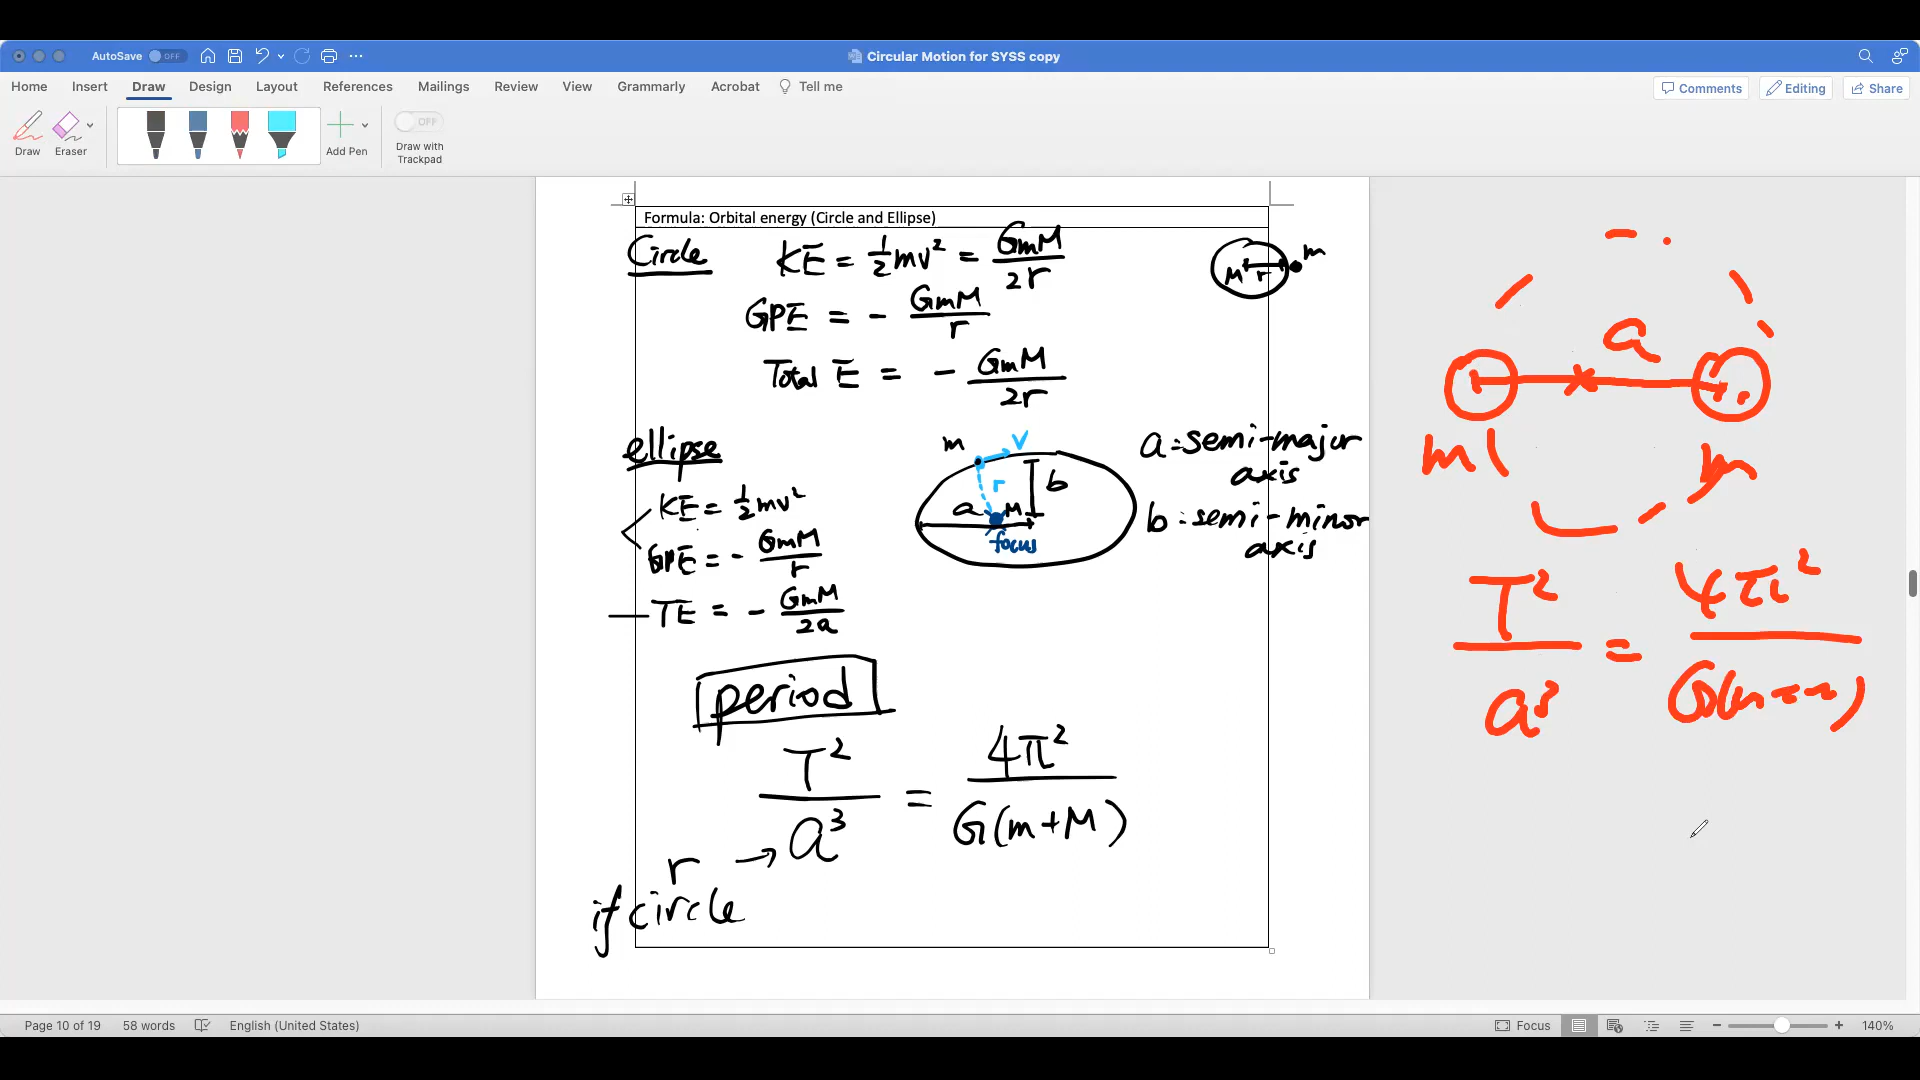 AutoSave OFF
Circular Motion for SYSS copy
Home Insert Draw Design Layout References Mailings Review View Grammarly Acrobat Tell me
Comments Editing Share
Draw Eraser Add Pen OFF Draw with Trackpad
Formula: Orbital energy (Circle and Ellipse)
Circle KE = ½mv² = GmM/2r
M r m
GPE = - GmM/r
Total E = - GmM/2r
ellipse
KE = ½mv²
GPE = - GmM/r
TE = - GmM/2a
m v
r b
a M
focus
a = semi-major axis
b = semi-minor axis
period
T²/a³ = 4π²/G(m+M)
r → 
if circle
a
m m
T²/a³ = 4π²
Page 10 of 19 58 words English (United States) Focus 140%